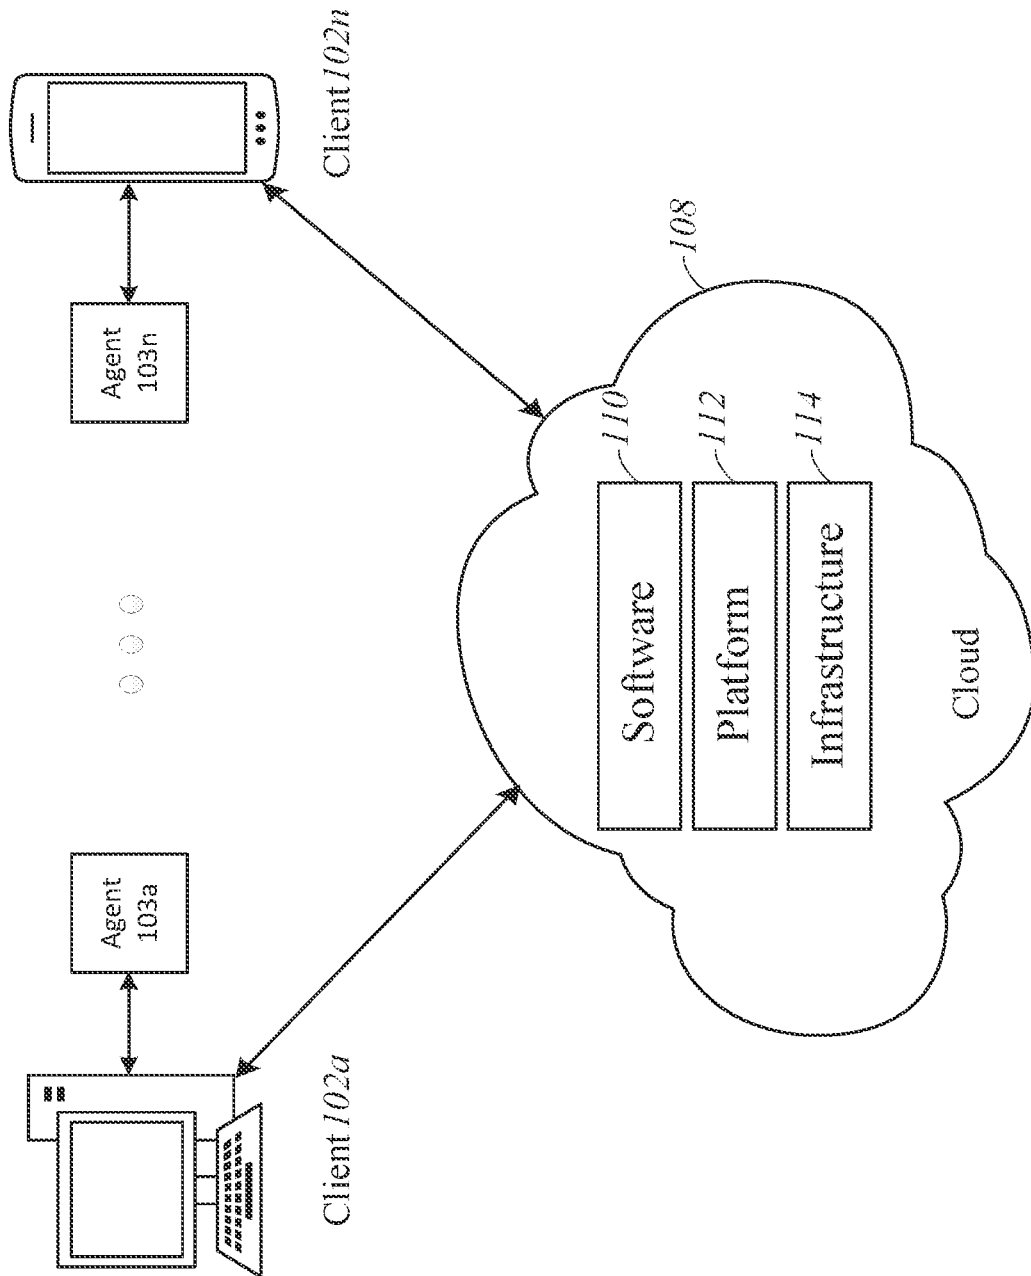 Agent
103a
Agent
103n
Client 102a
Client 102n
108
Software
110
Platform
112
Infrastructure
114
Cloud